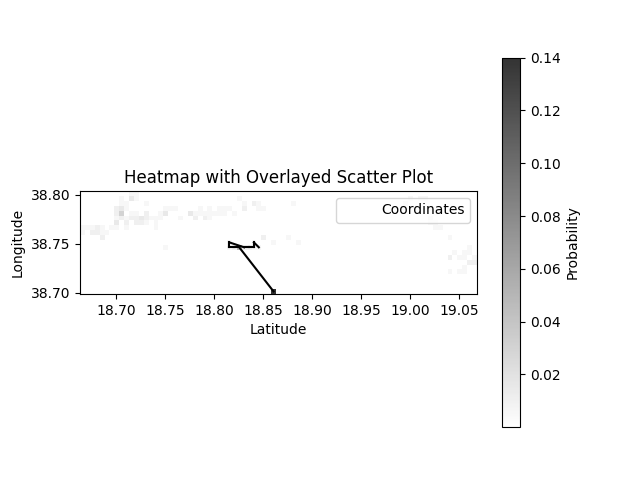 Heatmap with Overlayed Scatter Plot
Coordinates
38.80
38.75
38.70
Longitude
18.70 18.75 18.80 18.85 18.90 18.95 19.00 19.05
Latitude
0.14
0.12
0.10
0.08
0.06
0.04
0.02
Probability